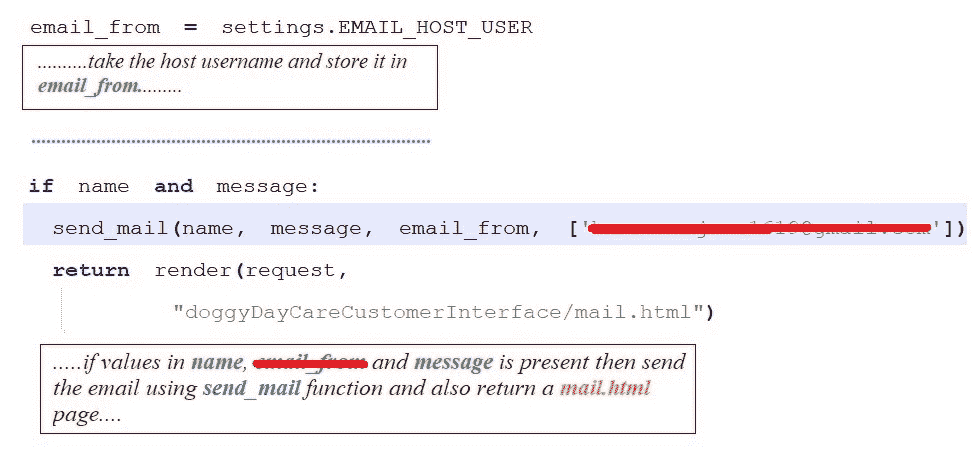 email_from = settings.EMAIL_HOST_USER
..........take the host username and store it in
email_from.........
if name and message:
send_mail(name, message, email_from, [' '])
return render(request,
"doggyDayCareCustomerInterface/mail.html")
.....if values in name, and message is present then send
the email using send_mail function and also return a mail.html
page....